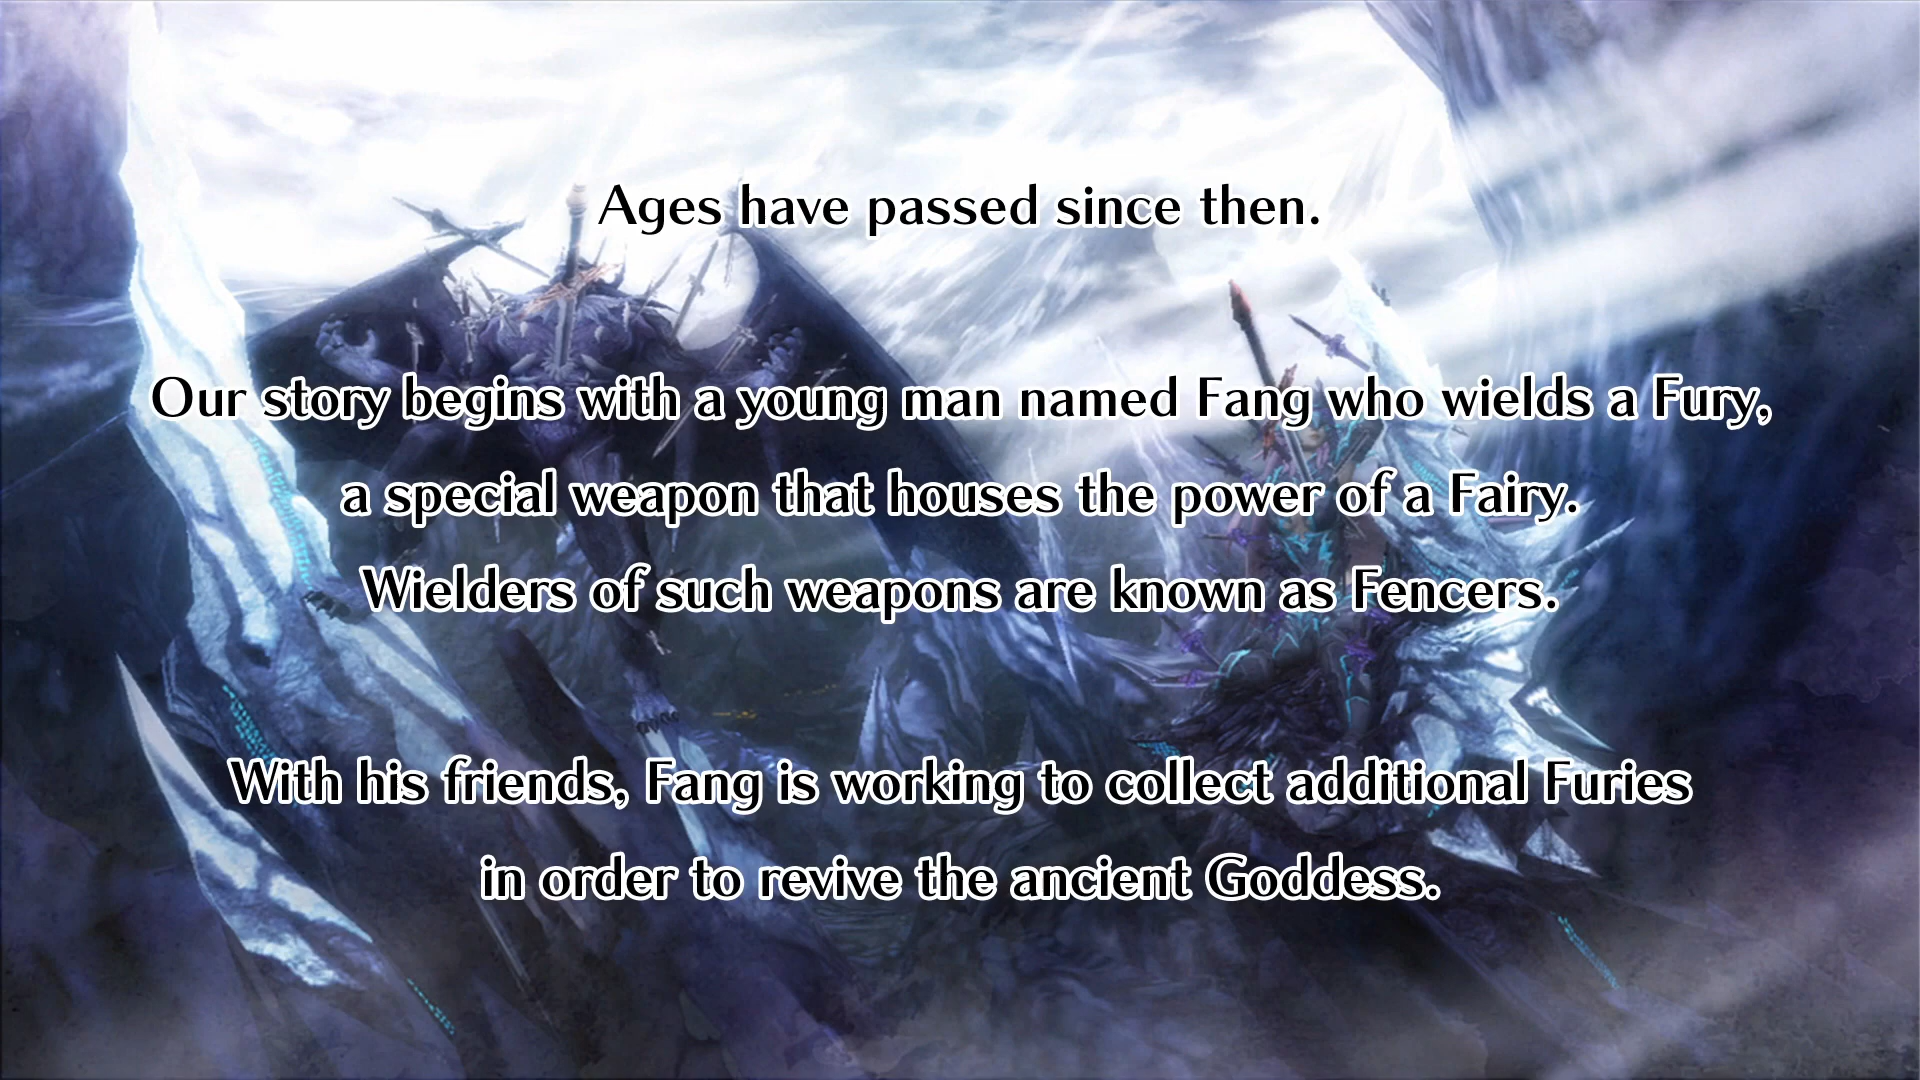 Ages have passed since then.
Our story begins with a young man named Fang who wields a Fury,
a special weapon that houses the power of a Fairy.
Wielders of such weapons are known as Fencers.
With his friends, Fang is working to collect additional Furies
in order to revive the ancient Goddess.